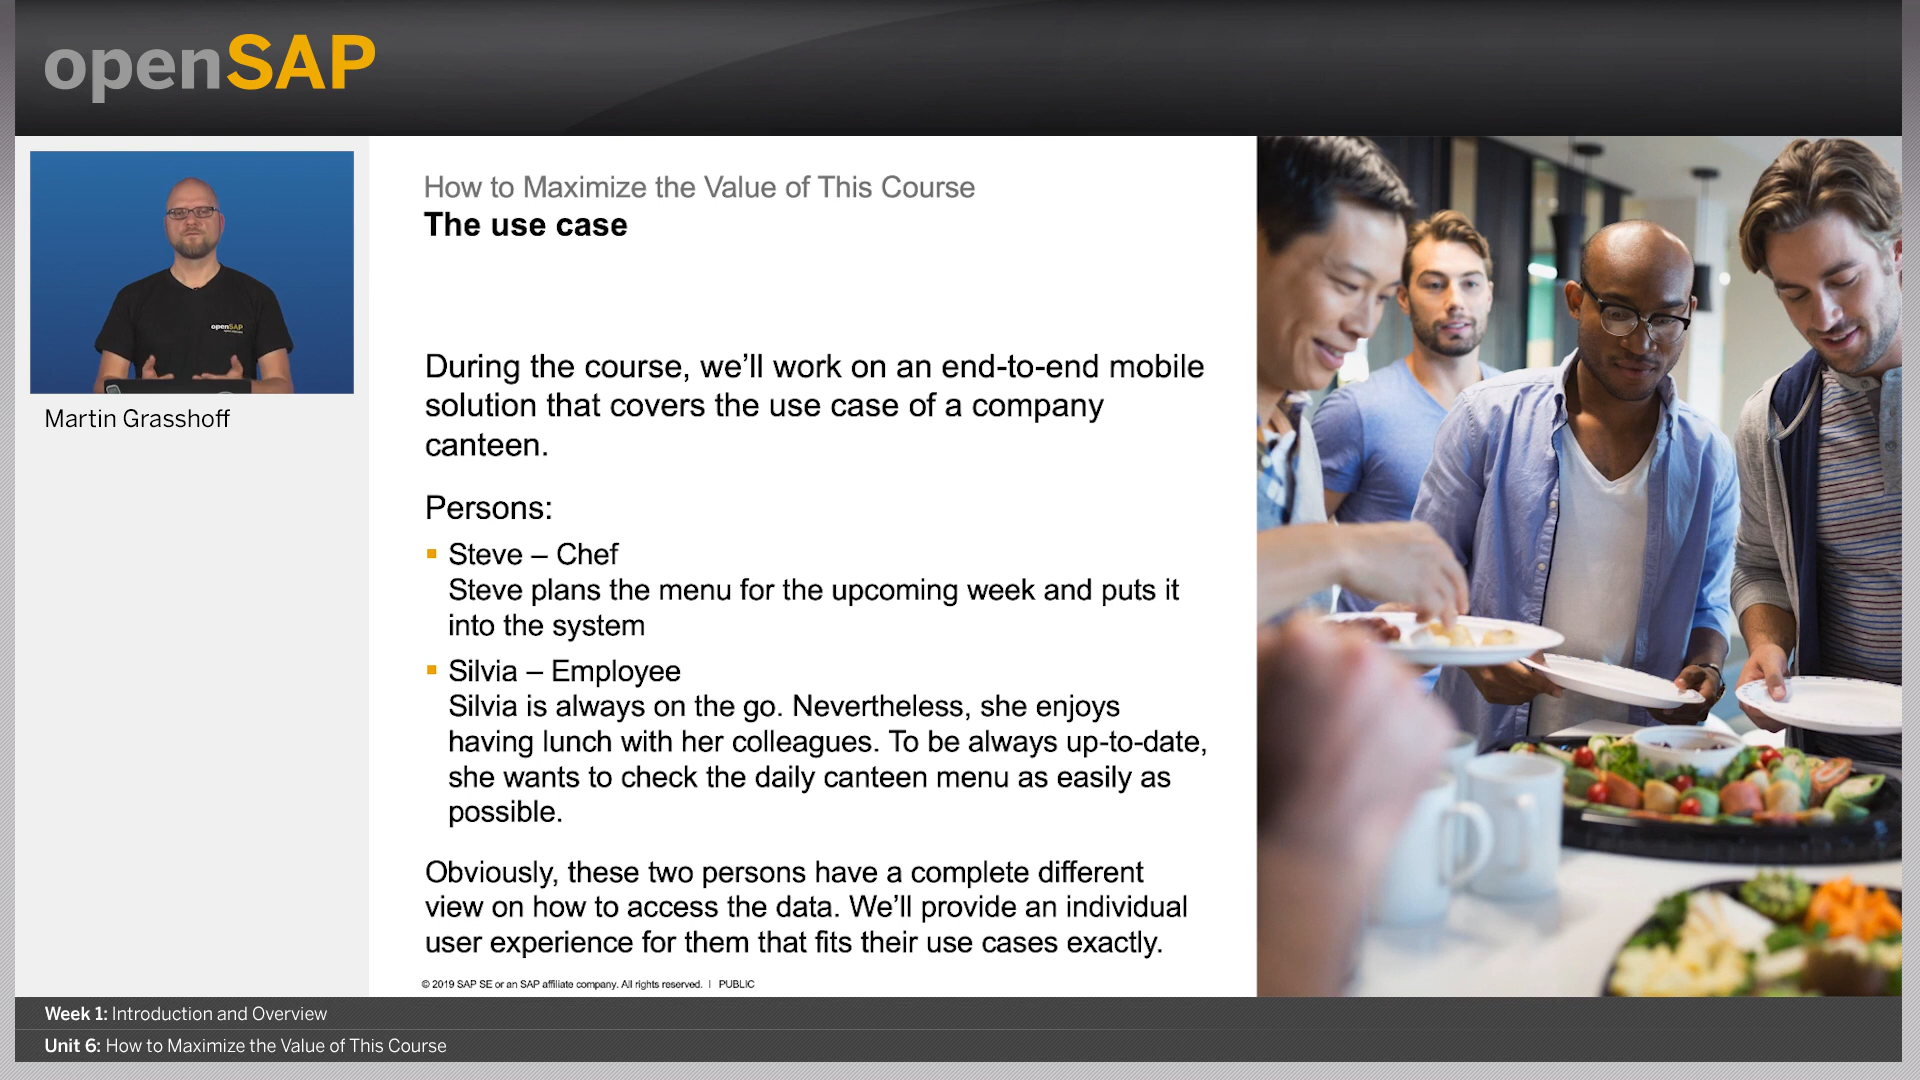 openSAP
How to Maximize the Value of This Course
The use case
openSAP
Martin Grasshoff
During the course, we’ll work on an end-to-end mobile
solution that covers the use case of a company
canteen.
Persons:
▪ Steve – Chef
Steve plans the menu for the upcoming week and puts it
into the system
▪ Silvia – Employee
Silvia is always on the go. Nevertheless, she enjoys
having lunch with her colleagues. To be always up-to-date,
she wants to check the daily canteen menu as easily as
possible.
Obviously, these two persons have a complete different
view on how to access the data. We’ll provide an individual
user experience for them that fits their use cases exactly.
© 2019 SAP SE or an SAP affiliate company. All rights reserved. | PUBLIC
Week 1: Introduction and Overview
Unit 6: How to Maximize the Value of This Course